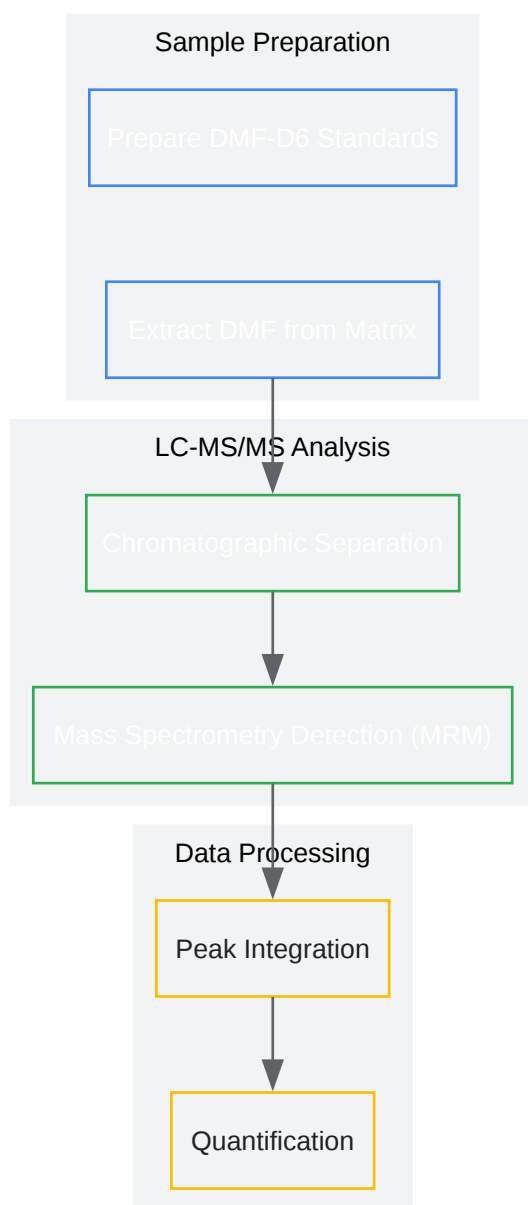 Sample Preparation
Prepare DMF-D6 Standards
Extract DMF from Matrix
LC-MS/MS Analysis
Chromatographic Separation
Mass Spectrometry Detection (MRM)
Data Processing
Peak Integration
Quantification